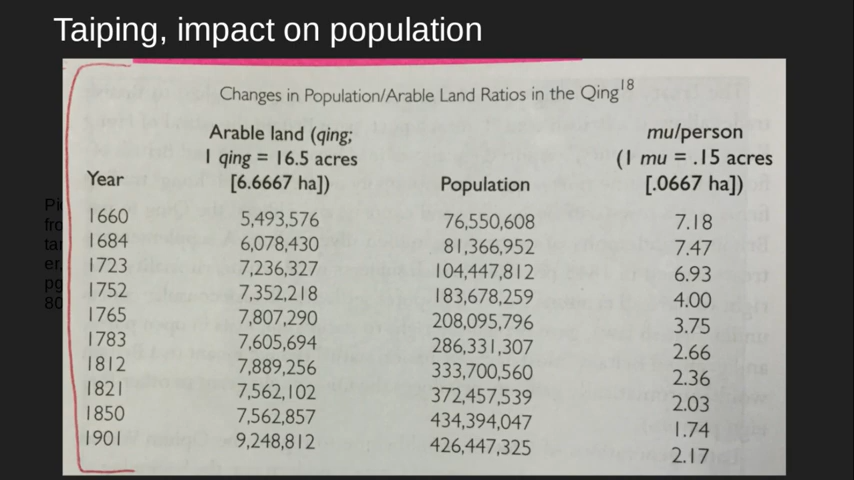 Taiping, impact on population
Changes in Population/Arable Land Ratios in the Qing18
Arable land (qing; mu/person
1 qing = 16.5 acres (1 mu = .15 acres
Year [6.6667 ha]) Population [.0667 ha])
1660 5,493,576 76,550,608 7.18
1684 6,078,430 81,366,952 7.47
1723 7,236,327 104,447,812 6.93
1752 7,352,218 183,678,259 4.00
1765 7,807,290 208,095,796 3.75
1783 7,605,694 286,331,307 2.66
1812 7,889,256 333,700,560 2.36
1821 7,562,102 372,457,539 2.03
1850 7,562,857 434,394,047 1.74
1901 9,248,812 426,447,325 2.17